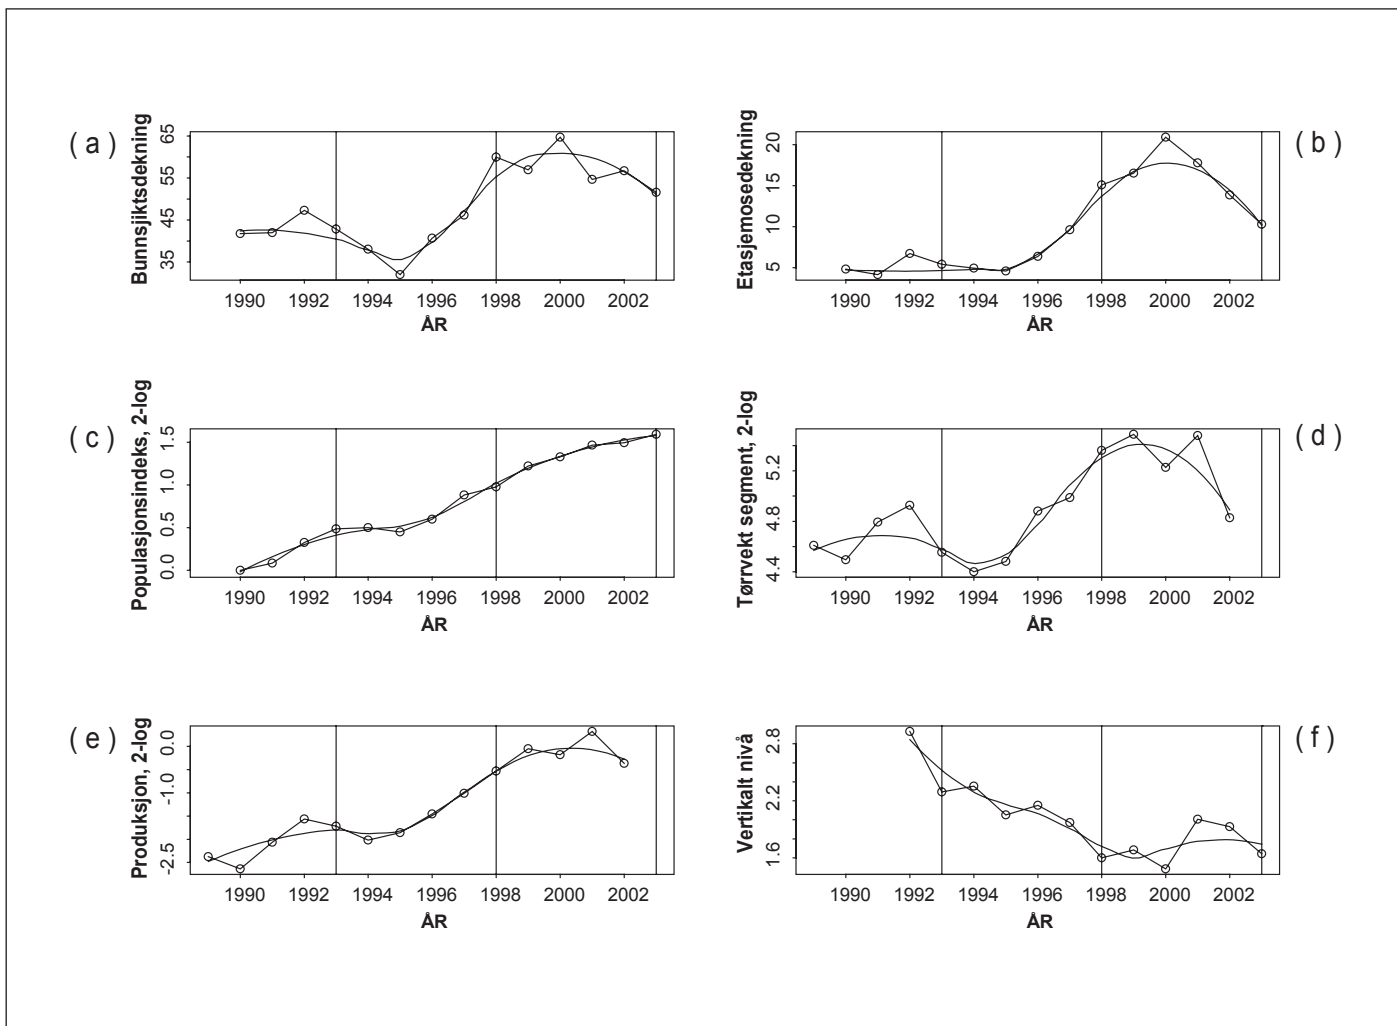 ( a )
Bunnsjiktsdekning
65
55
45
35
1990 1992 1994 1996 1998 2000 2002
ÅR
( b )
Etasjemosedekning
20
15
10
5
1990 1992 1994 1996 1998 2000 2002
ÅR
( c )
Populasjonsindeks, 2-log
1.5
1.0
0.5
0.0
1990 1992 1994 1996 1998 2000 2002
ÅR
( d )
Tørrvekt segment, 2-log
5.2
4.8
4.4
1990 1992 1994 1996 1998 2000 2002
ÅR
( e )
Produksjon, 2-log
0.0
-1.0
-2.5
1990 1992 1994 1996 1998 2000 2002
ÅR
( f )
Vertikalt nivå
2.8
2.2
1.6
1990 1992 1994 1996 1998 2000 2002
ÅR